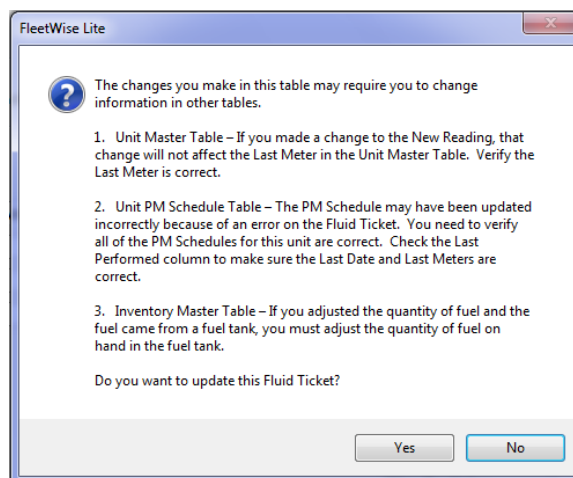 FleetWise Lite
The changes you make in this table may require you to change
information in other tables.
1. Unit Master Table – If you made a change to the New Reading, that
change will not affect the Last Meter in the Unit Master Table. Verify the
Last Meter is correct.
2. Unit PM Schedule Table – The PM Schedule may have been updated
incorrectly because of an error on the Fluid Ticket. You need to verify
all of the PM Schedules for this unit are correct. Check the Last
Performed column to make sure the Last Date and Last Meters are
correct.
3. Inventory Master Table – If you adjusted the quantity of fuel and the
fuel came from a fuel tank, you must adjust the quantity of fuel on
hand in the fuel tank.
Do you want to update this Fluid Ticket?
Yes No